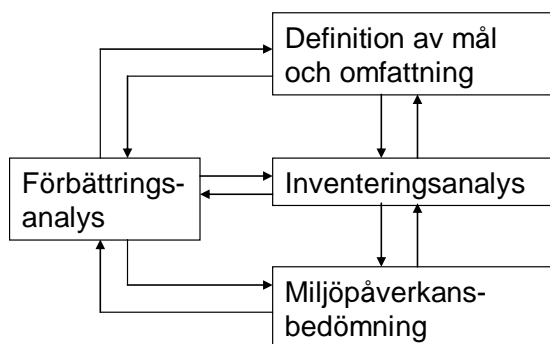 Definition av mål
och omfattning
Förbättrings-
analys
Inventeringsanalys
Miljöpåverkans-
bedömning